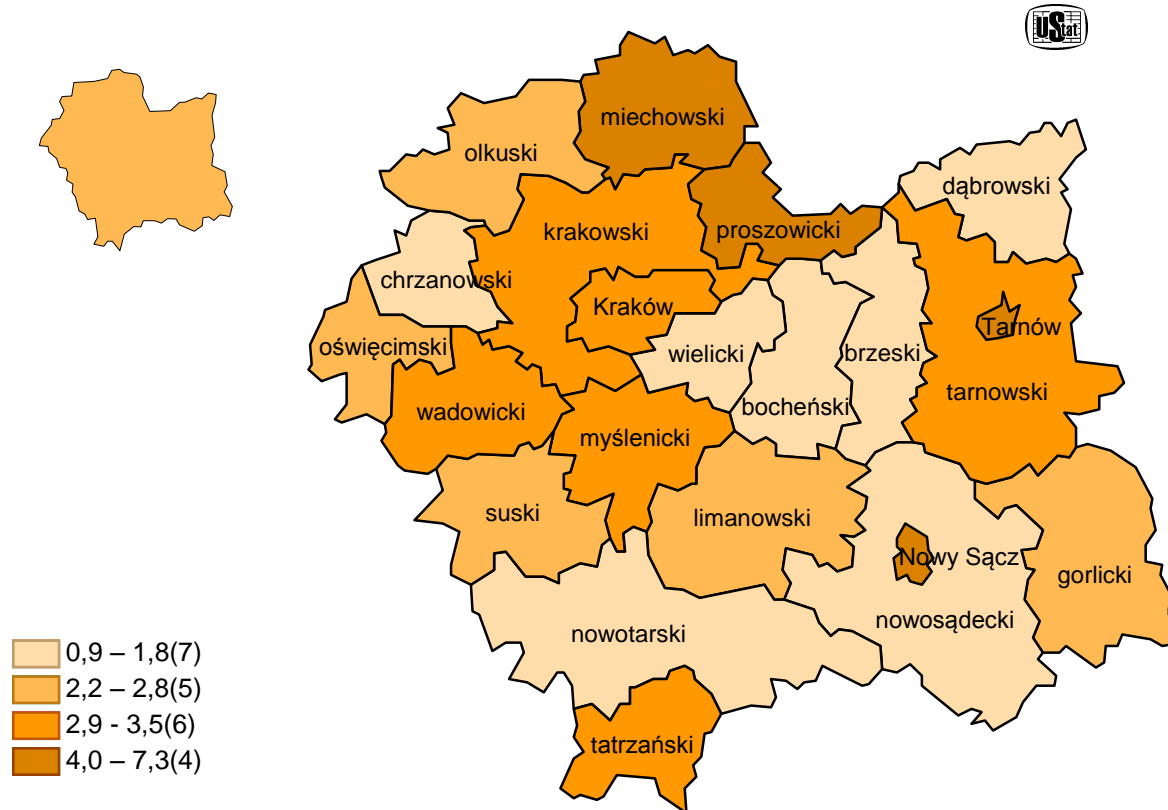 UStat
miechowski
olkuski
dąbrowski
krakowski
proszowicki
chrzanowski
Kraków
Tarnów
oświęcimski
wielicki
brzeski
tarnowski
wadowicki
bocheński
myślenicki
suski
limanowski
Nowy Sącz
gorlicki
nowotarski
nowosądecki
tatrzański
0,9 – 1,8(7)
2,2 – 2,8(5)
2,9 - 3,5(6)
4,0 – 7,3(4)